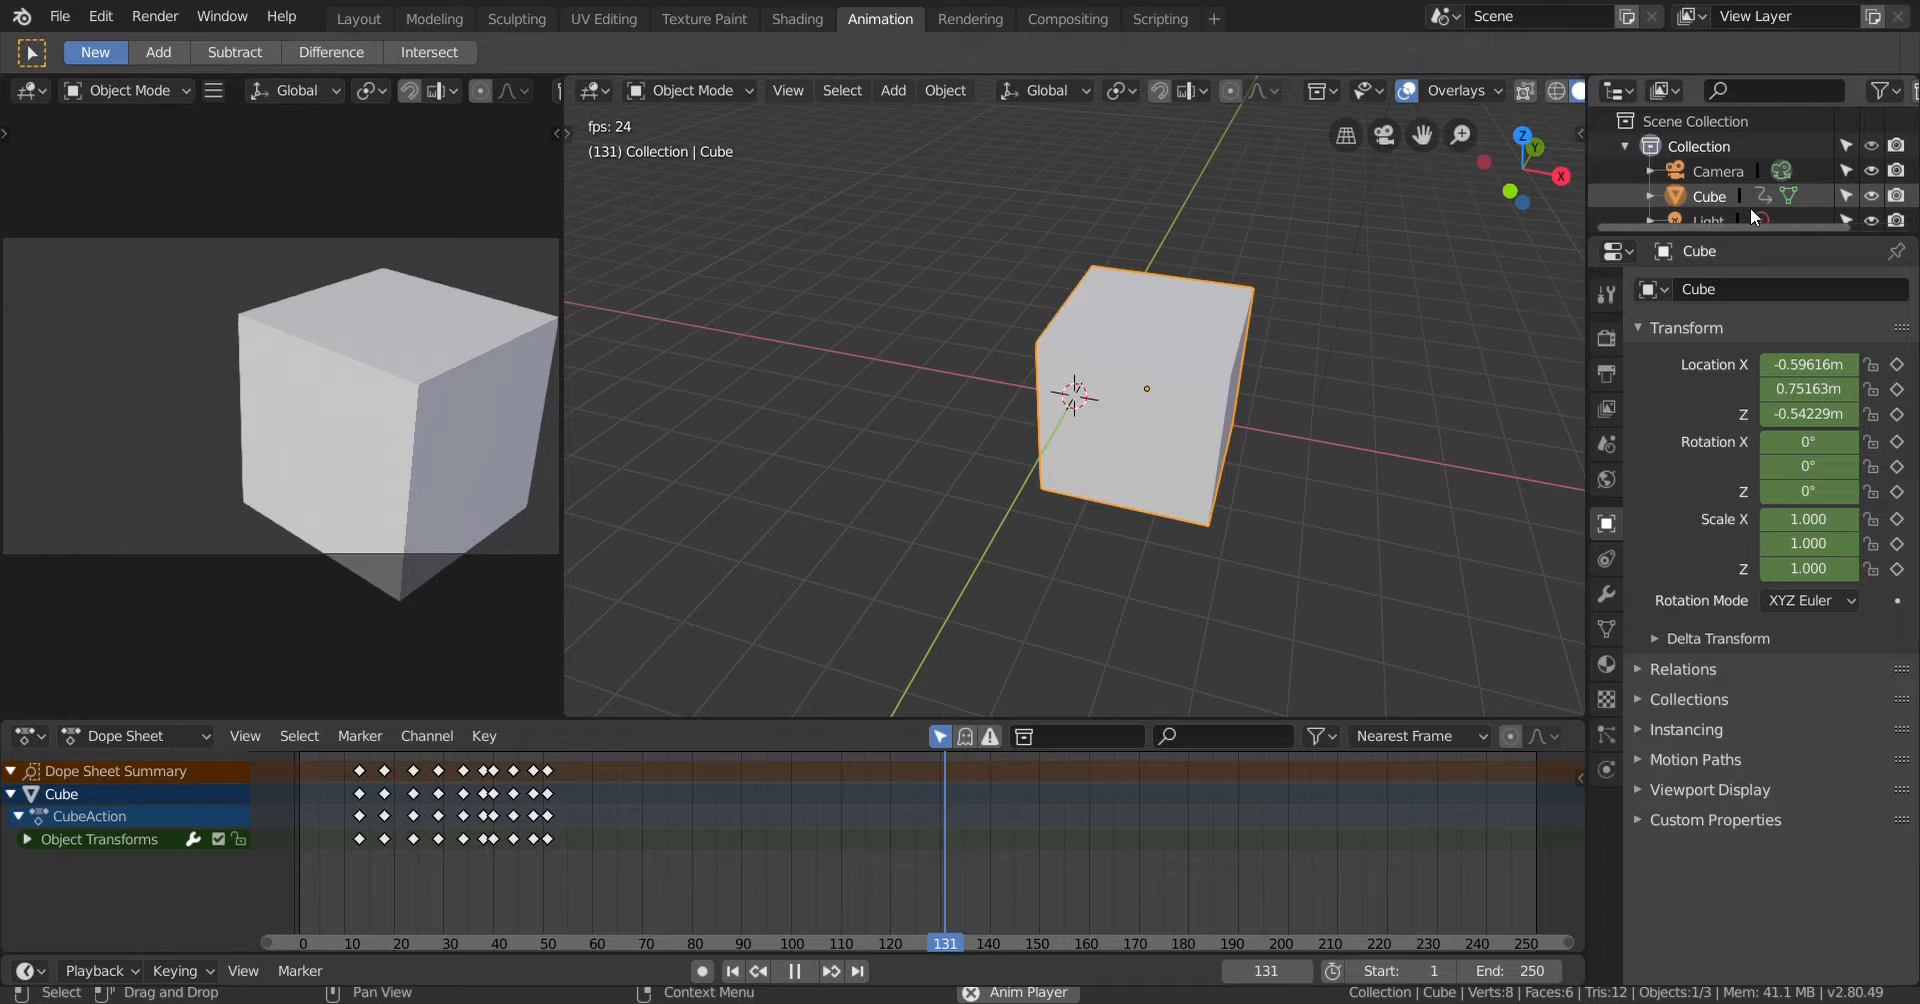 File Edit Render Window Help Layout Modeling Sculpting UV Editing Texture Paint Shading Animation Rendering Compositing Scripting + Scene View Layer
New Add Subtract Difference Intersect
Object Mode Global Object Mode View Select Add Object Global Overlays
fps: 24
(131) Collection | Cube
Z
Y
X
Scene Collection
Collection
Camera
Cube
Light
Cube
Cube
Transform
Location X -0.59616m
0.75163m
Z -0.54229m
Rotation X 0°
0°
Z 0°
Scale X 1.000
1.000
Z 1.000
Rotation Mode XYZ Euler
Delta Transform
Relations
Collections
Instancing
Motion Paths
Viewport Display
Custom Properties
Dope Sheet View Select Marker Channel Key Nearest Frame
Dope Sheet Summary
Cube
CubeAction
Object Transforms
0 10 20 30 40 50 60 70 80 90 100 110 120 131 140 150 160 170 180 190 200 210 220 230 240 250
Playback Keying View Marker 131 Start: 1 End: 250
Select Drag and Drop Pan View Context Menu Anim Player Collection | Cube | Verts:8 | Faces:6 | Tris:12 | Objects:1/3 | Mem: 41.1 MB | v2.80.49